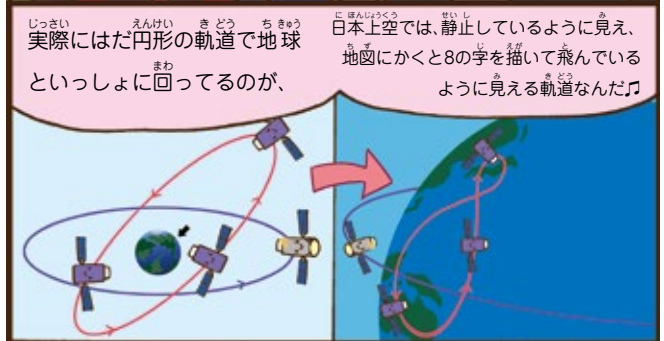 実際にはだ円形の軌道で地球
といっしょに回ってるのが、
日本上空では、静止しているように見え、
地図にかくと8の字を描いて飛んでいる
ように見える軌道なんだ♫